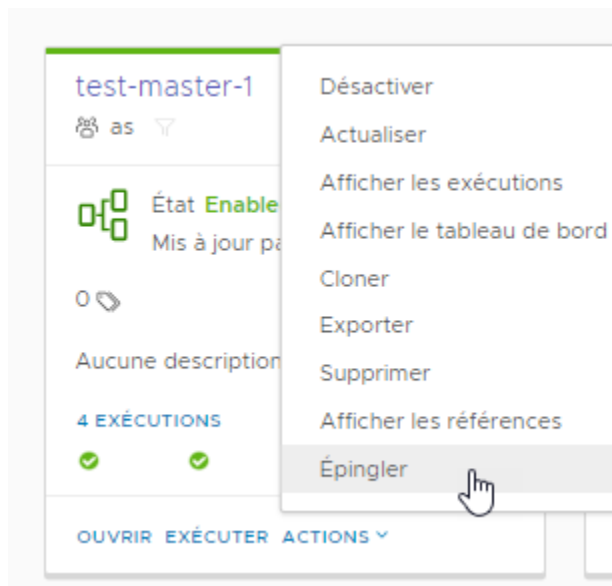 test-master-1
as
État Enable
Mis à jour pa
0
Aucune description
4 EXÉCUTIONS
OUVRIR EXÉCUTER ACTIONS
Désactiver
Actualiser
Afficher les exécutions
Afficher le tableau de bord
Cloner
Exporter
Supprimer
Afficher les références
Épingler